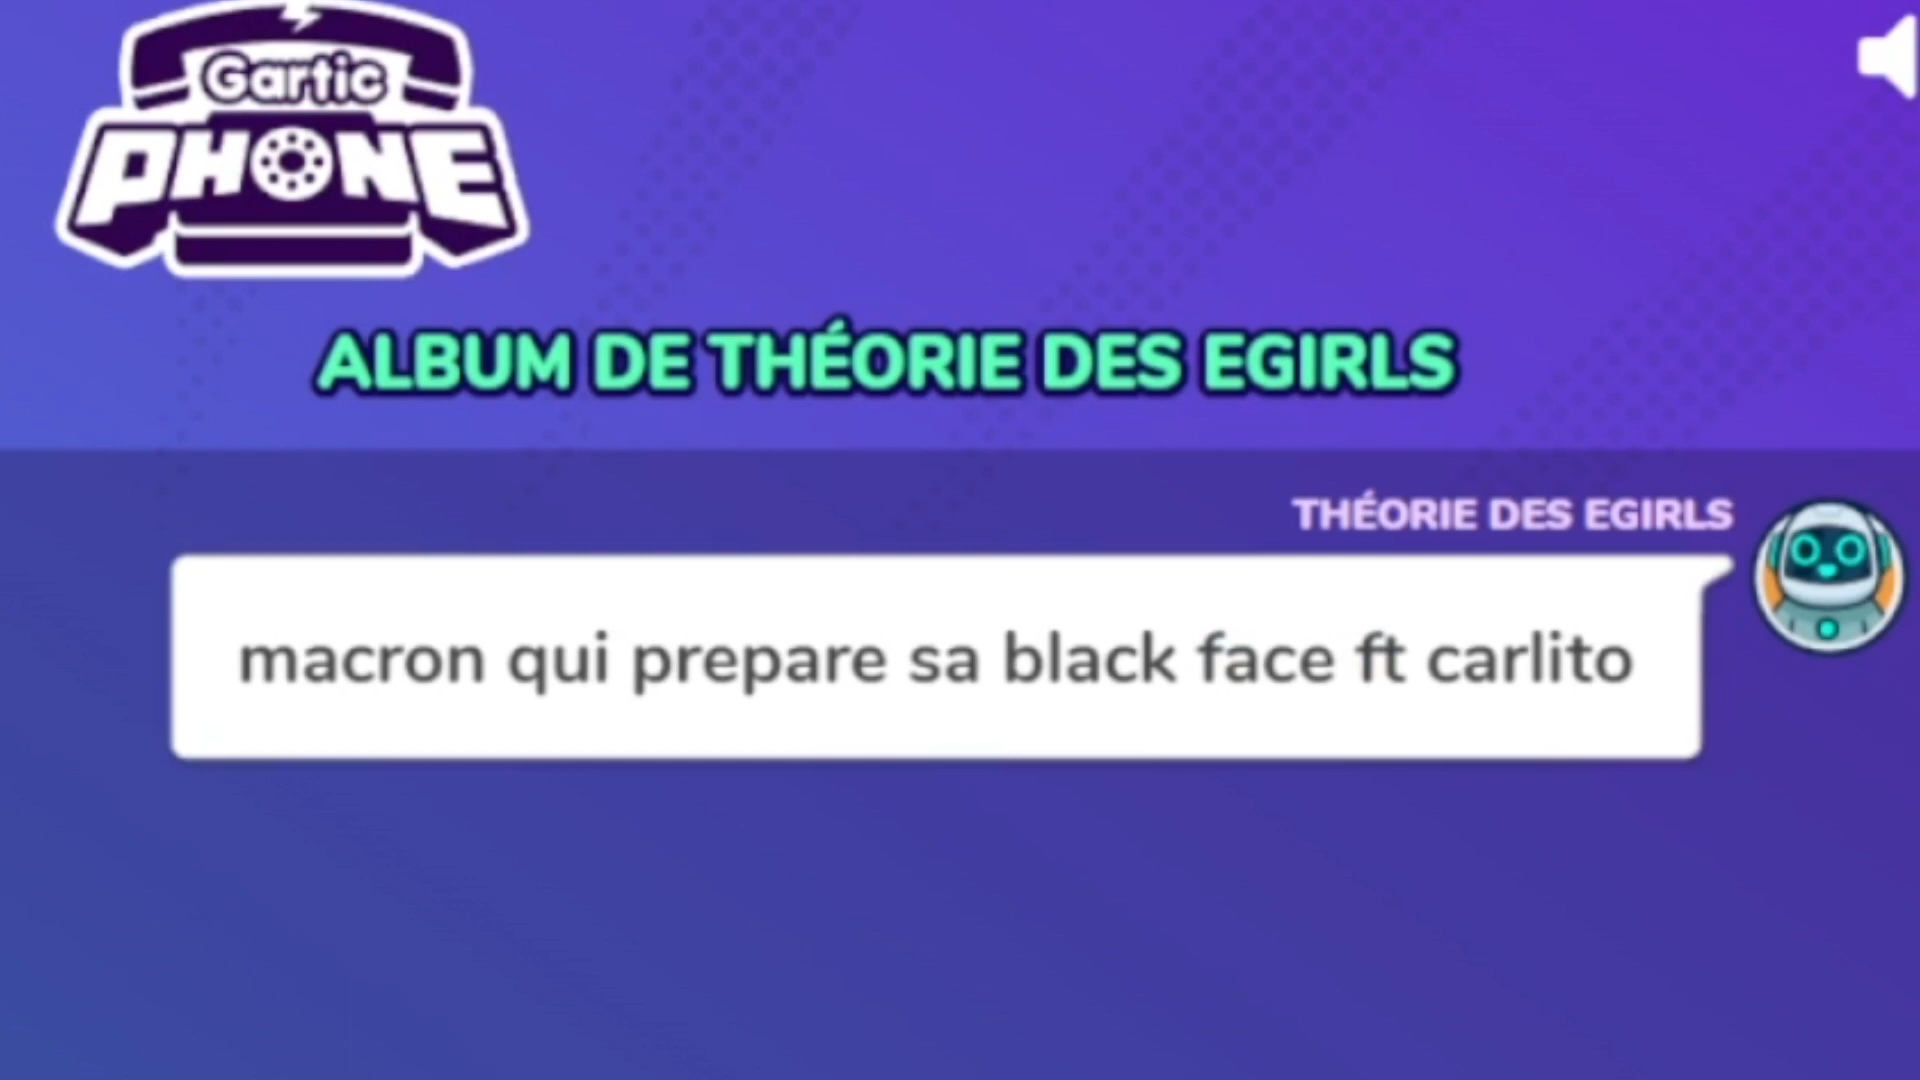 Gartic
PHONE
ALBUM DE THÉORIE DES EGIRLS
THÉORIE DES EGIRLS
macron qui prepare sa black face ft carlito